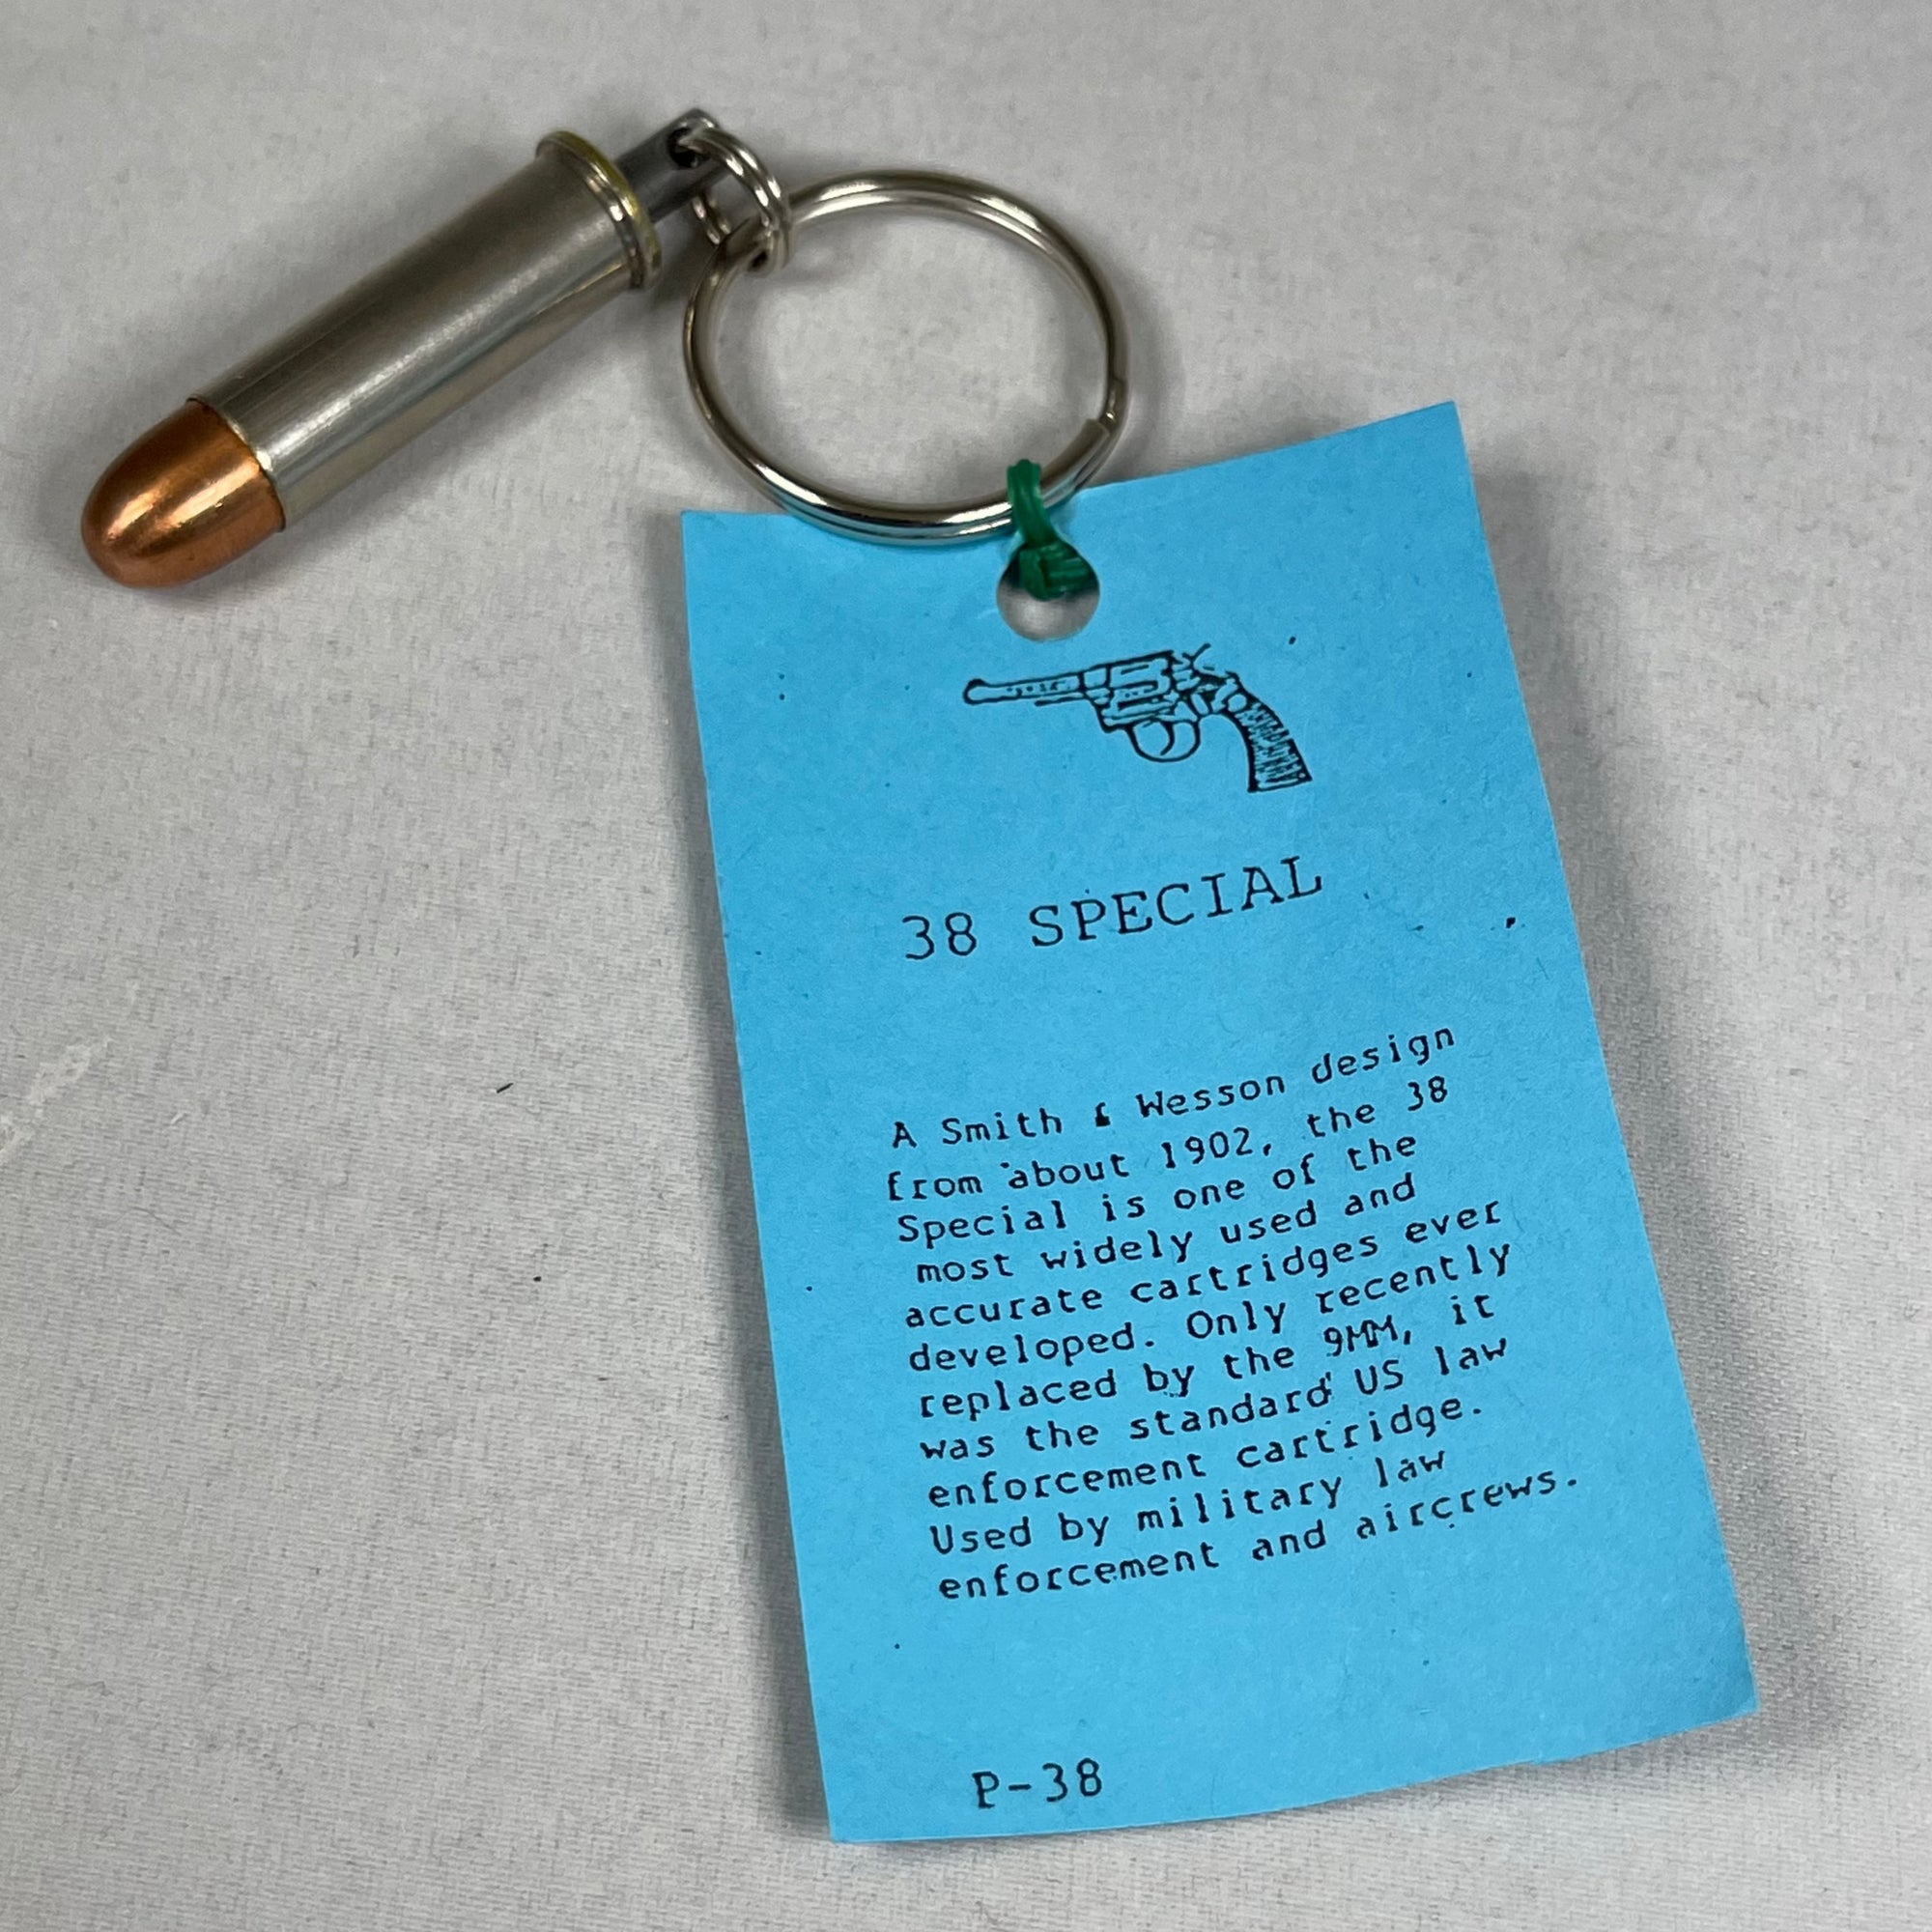 38 SPECIAL
A Smith & Wesson design
from about 1902, the 38
Special is one of the
most widely used and
accurate cartridges ever
developed. Only recently
replaced by the 9MM, it
was the standard US law
enforcement cartridge.
Used by military law
enforcement and aircrews.
P-38